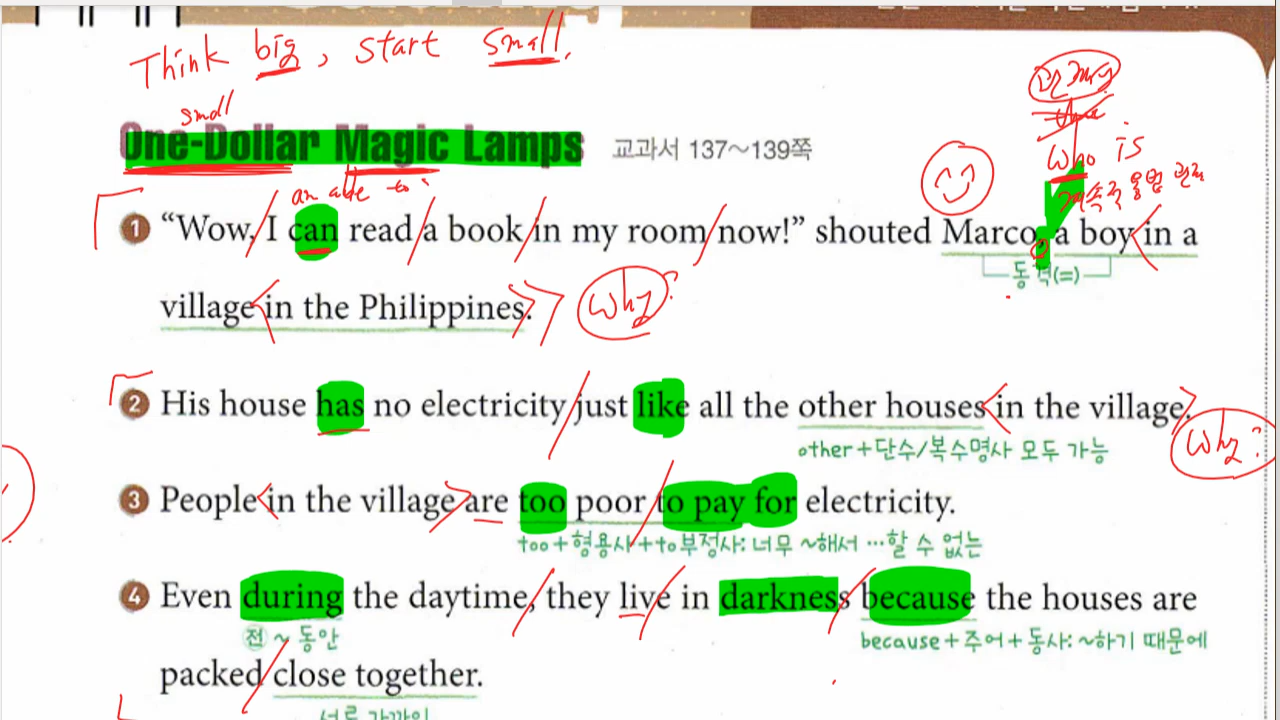 Think big, start small.
small
One-Dollar Magic Lamps 교과서 137~139쪽
who is
계속적 용법
① "Wow, I can read a book in my room now!" shouted Marco, a boy in a
동격(=)
village in the Philippines. Why?
② His house has no electricity just like all the other houses in the village.
Why?
other+단수/복수명사 모두 가능
③ People in the village are too poor to pay for electricity.
too+형용사+to부정사: 너무 ~해서 …할 수 없는
④ Even during the daytime, they live in darkness because the houses are
전 ~ 동안
because+주어+동사: ~하기 때문에
packed close together.
서로 가까이